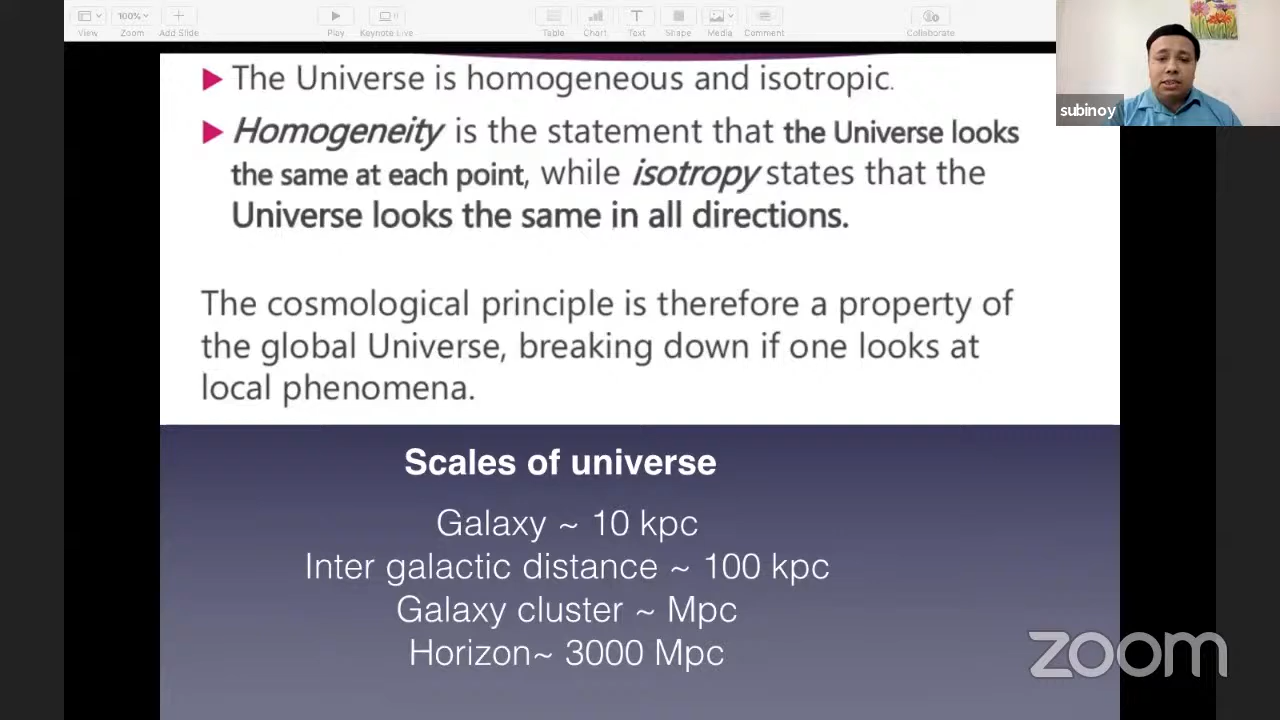 100%
View
Zoom
Add Slide
Play
Keynote Live
Table
Chart
Text
Shape
Media
Comment
Collaborate
subinoy
The Universe is homogeneous and isotropic.
Homogeneity is the statement that the Universe looks
the same at each point, while isotropy states that the
Universe looks the same in all directions.
The cosmological principle is therefore a property of
the global Universe, breaking down if one looks at
local phenomena.
Scales of universe
Galaxy ~ 10 kpc
Inter galactic distance ~ 100 kpc
Galaxy cluster ~ Mpc
Horizon~ 3000 Mpc
zoom